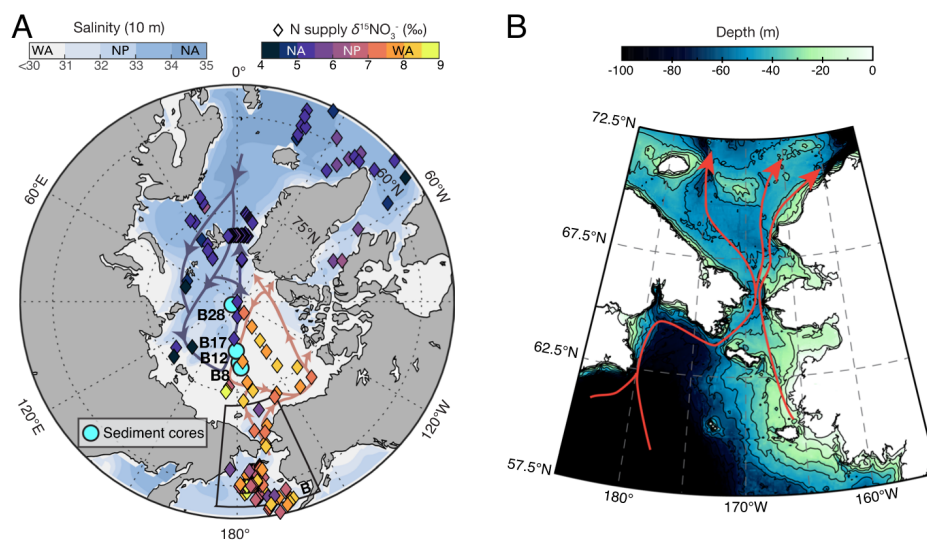 A
Salinity (10 m)
WA NP NA
<30 31 32 33 34 35
N supply δ¹⁵NO₃⁻ (‰)
NA NP WA
4 5 6 7 8 9
0°
60°E
60°W
60°N
75°N
B28
B17
B12
B8
120°E
120°W
Sediment cores
B
180°
B
Depth (m)
-100 -80 -60 -40 -20 0
72.5°N
67.5°N
62.5°N
57.5°N
180°
170°W
160°W